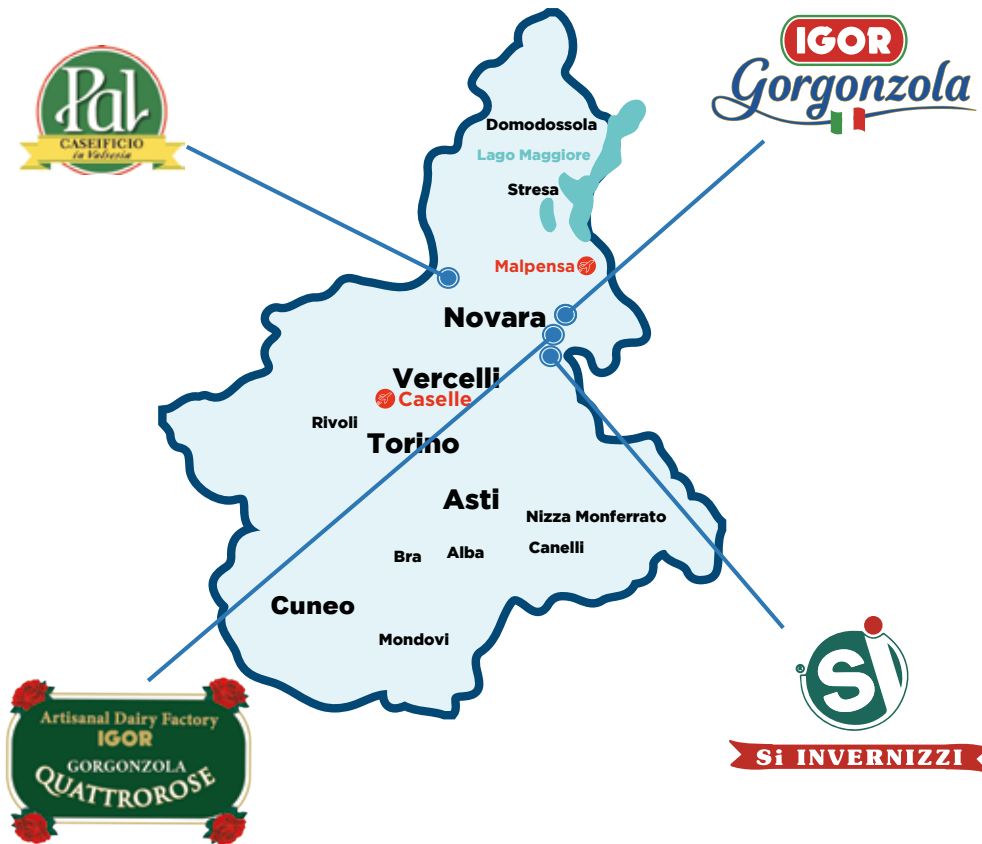 Pal
CASEIFICIO
in Valsesia
IGOR
Gorgonzola
Domodossola
Lago Maggiore
Stresa
Malpensa
Novara
Vercelli
Caselle
Rivoli
Torino
Asti
Nizza Monferrato
Bra
Alba
Canelli
Cuneo
Mondovi
Artisanal Dairy Factory
IGOR
GORGONZOLA
QUATTROROSE
®
Si
Si INVERNIZZI